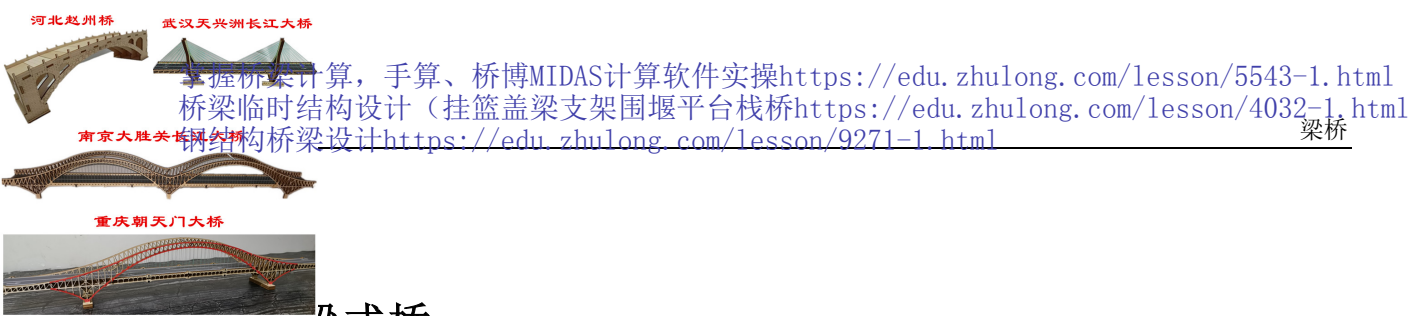 河北赵州桥
武汉天兴洲长江大桥
掌握桥梁计算，手算、桥博MIDAS计算软件实操https://edu.zhulong.com/lesson/5543-1.html
桥梁临时结构设计（挂篮盖梁支架围堰平台栈桥https://edu.zhulong.com/lesson/4032-1.html
南京大胜关长江大桥
钢结构桥梁设计https://edu.zhulong.com/lesson/9271-1.html
梁桥
重庆朝天门大桥
式桥